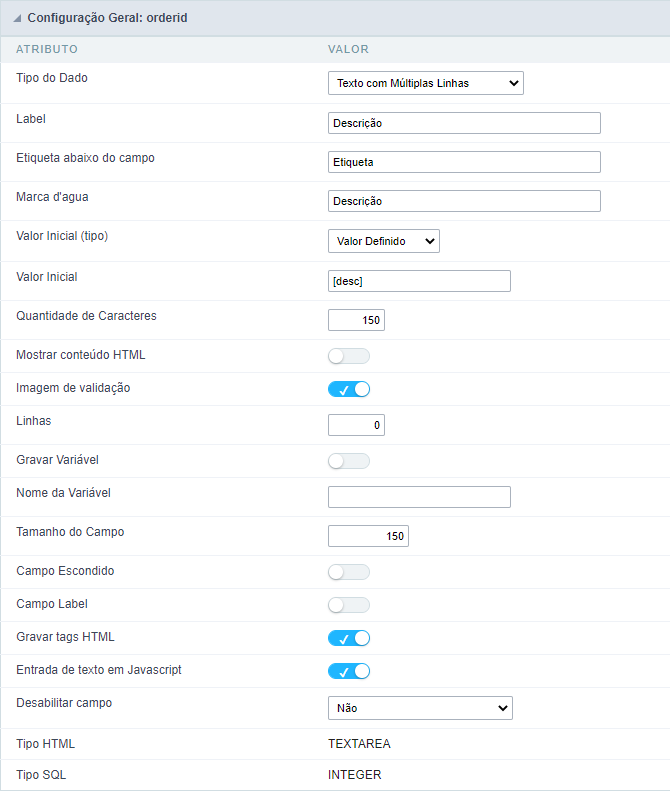 Configuração Geral: orderid
ATRIBUTO VALOR
Tipo do Dado Texto com Múltiplas Linhas
Label Descrição
Etiqueta abaixo do campo Etiqueta
Marca d'agua Descrição
Valor Inicial (tipo) Valor Definido
Valor Inicial [desc]
Quantidade de Caracteres 150
Mostrar conteúdo HTML
Imagem de validação
Linhas 0
Gravar Variável
Nome da Variável
Tamanho do Campo 150
Campo Escondido
Campo Label
Gravar tags HTML
Entrada de texto em Javascript
Desabilitar campo Não
Tipo HTML TEXTAREA
Tipo SQL INTEGER